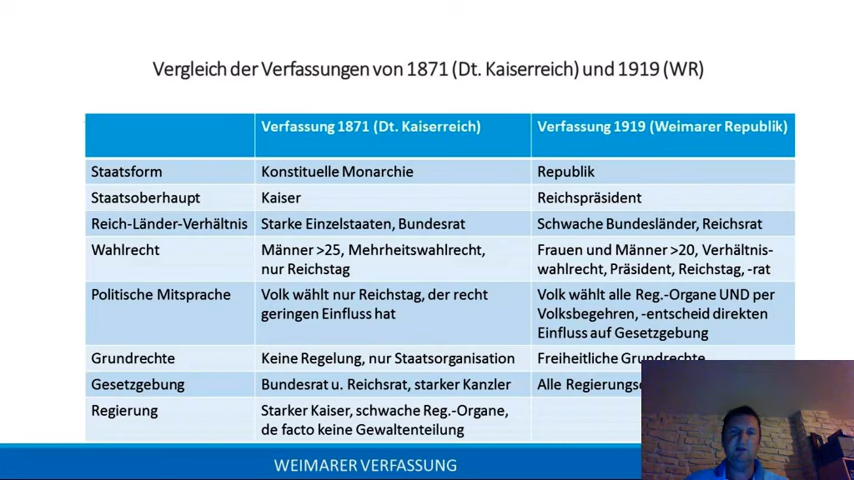 Vergleich der Verfassungen von 1871 (Dt. Kaiserreich) und 1919 (WR)
Verfassung 1871 (Dt. Kaiserreich) Verfassung 1919 (Weimarer Republik)
Staatsform Konstituelle Monarchie Republik
Staatsoberhaupt Kaiser Reichspräsident
Reich-Länder-Verhältnis Starke Einzelstaaten, Bundesrat Schwache Bundesländer, Reichsrat
Wahlrecht Männer >25, Mehrheitswahlrecht, Frauen und Männer >20, Verhältnis-
nur Reichstag wahlrecht, Präsident, Reichstag, -rat
Politische Mitsprache Volk wählt nur Reichstag, der recht Volk wählt alle Reg.-Organe UND per
geringen Einfluss hat Volksbegehren, -entscheid direkten
Einfluss auf Gesetzgebung
Grundrechte Keine Regelung, nur Staatsorganisation Freiheitliche Grundrechte
Gesetzgebung Bundesrat u. Reichsrat, starker Kanzler Alle
Regierung Starker Kaiser, schwache Reg.-Organe,
de facto keine Gewaltenteilung
WEIMARER VERFASSUNG